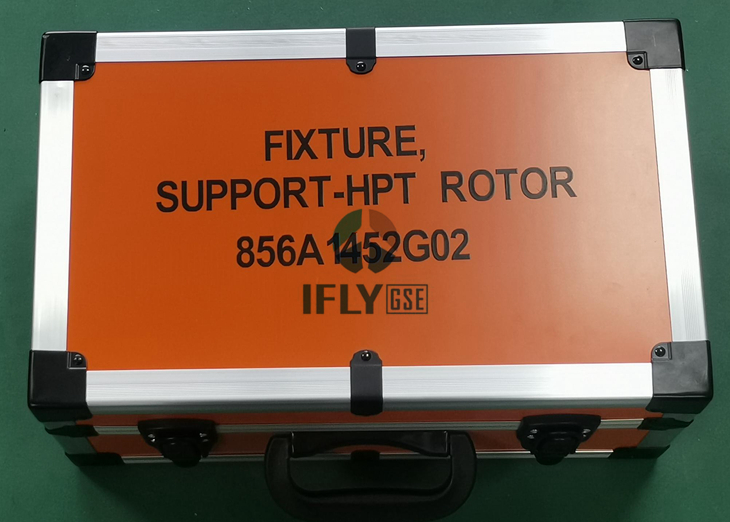 FIXTURE,
SUPPORT-HPT ROTOR
856A1452G02
IFLY GSE